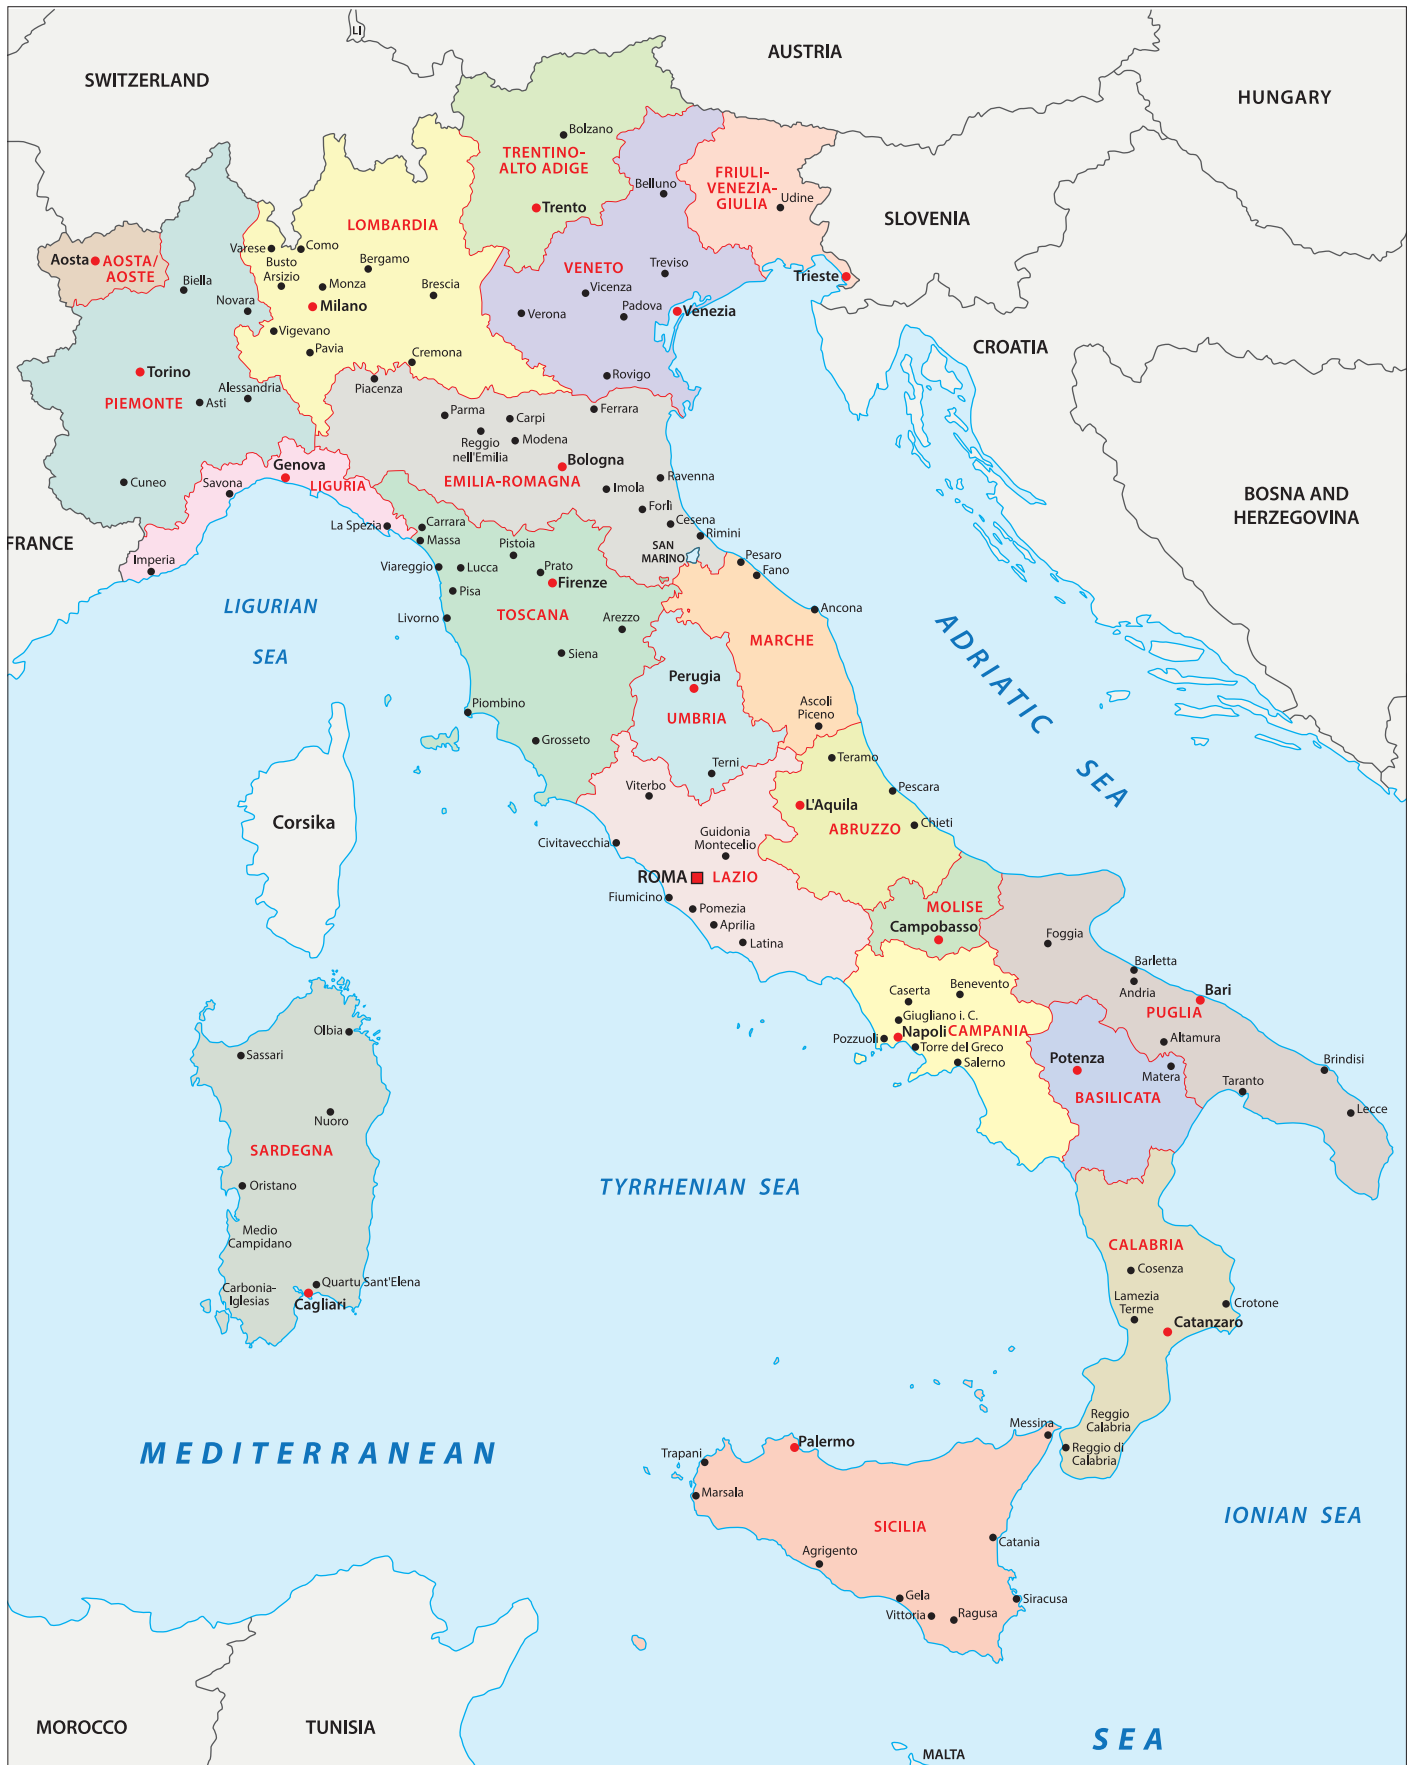 LI
AUSTRIA
SWITZERLAND
HUNGARY
Bolzano
TRENTINO-
ALTO ADIGE
FRIULI-
VENEZIA-
GIULIA
Belluno
Udine
Trento
SLOVENIA
LOMBARDIA
Varese
Como
Aosta
AOSTA/
AOSTE
Busto
Arsizio
Bergamo
VENETO
Treviso
Trieste
Biella
Monza
Brescia
Vicenza
Novara
Milano
Verona
Padova
Venezia
Vigevano
Pavia
Cremona
CROATIA
Torino
Rovigo
Piacenza
PIEMONTE
Asti
Alessandria
Parma
Carpi
Ferrara
Reggio
nell'Emilia
Modena
Genova
Bologna
Cuneo
Savona
LIGURIA
EMILIA-ROMAGNA
Imola
Ravenna
BOSNA AND
HERZEGOVINA
Forlì
La Spezia
Carrara
Massa
Cesena
Rimini
FRANCE
Pistoia
SAN
MARINO
Imperia
Viareggio
Lucca
Prato
Pesaro
Fano
Firenze
Pisa
LIGURIAN
SEA
Livorno
TOSCANA
Arezzo
Ancona
ADRIATIC SEA
MARCHE
Siena
Perugia
Piombino
UMBRIA
Ascoli
Piceno
Grosseto
Terni
Teramo
Viterbo
Pescara
L'Aquila
Corsika
ABRUZZO
Chieti
Civitavecchia
Guidonia
Montecelio
ROMA
LAZIO
Fiumicino
Pomezia
Aprilia
Latina
MOLISE
Campobasso
Foggia
Barletta
Andria
Bari
Caserta
Benevento
PUGLIA
Giugliano i. C.
Olbia
Pozzuoli
Napoli
CAMPANIA
Torre del Greco
Altamura
Sassari
Salerno
Potenza
Matera
Brindisi
BASILICATA
Taranto
Lecce
Nuoro
SARDEGNA
Oristano
TYRRHENIAN SEA
Medio
Campidano
CALABRIA
Cosenza
Carbonia-
Iglesias
Quartu Sant'Elena
Cagliari
Lamezia
Terme
Crotone
Catanzaro
Reggio
Calabria
Messina
Reggio di
Calabria
MEDITERRANEAN
Trapani
Palermo
Marsala
IONIAN SEA
SICILIA
Catania
Agrigento
Gela
Siracusa
Vittoria
Ragusa
MOROCCO
TUNISIA
SEA
MALTA